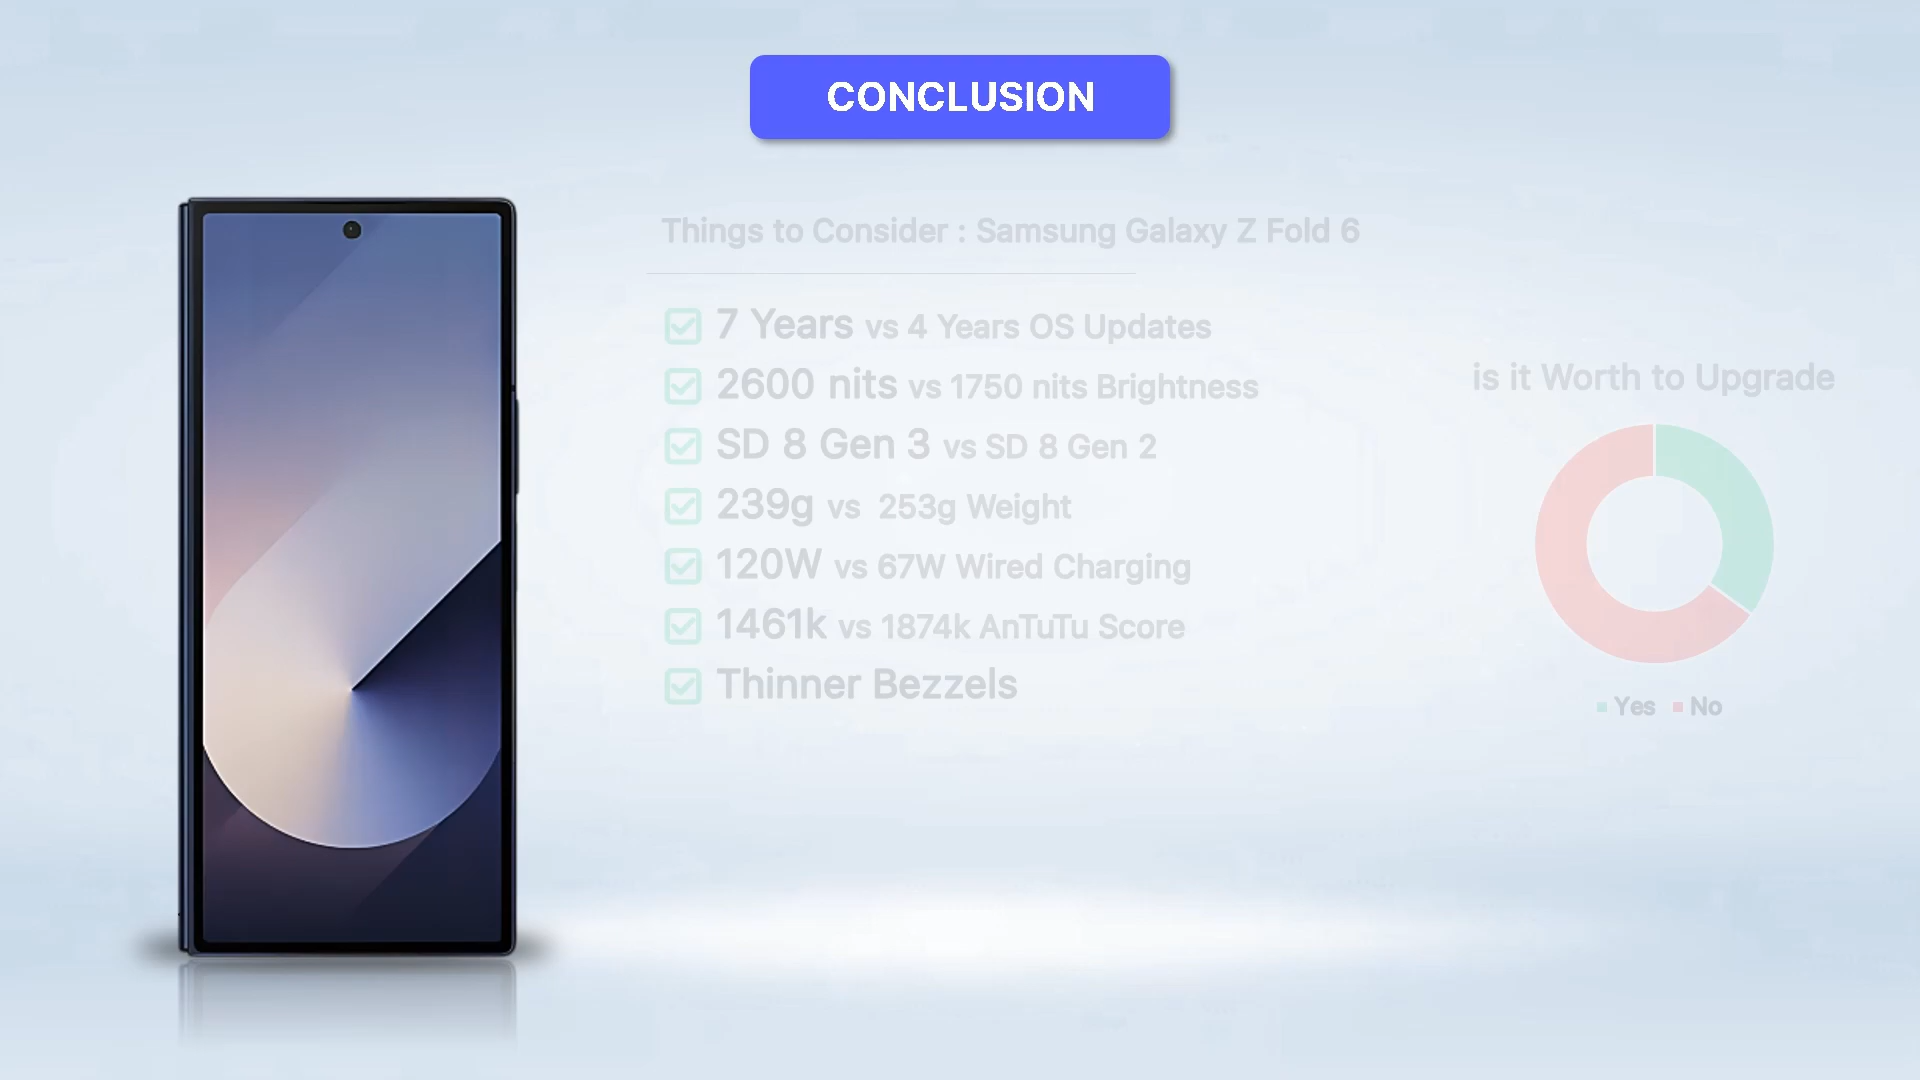 CONCLUSION
Things to Consider : Samsung Galaxy Z Fold 6
7 Years vs 4 Years OS Updates
2600 nits vs 1750 nits Brightness
SD 8 Gen 3 vs SD 8 Gen 2
239g vs 253g Weight
120W vs 67W Wired Charging
1461k vs 1874k AnTuTu Score
Thinner Bezzels
is it Worth to Upgrade
Yes No